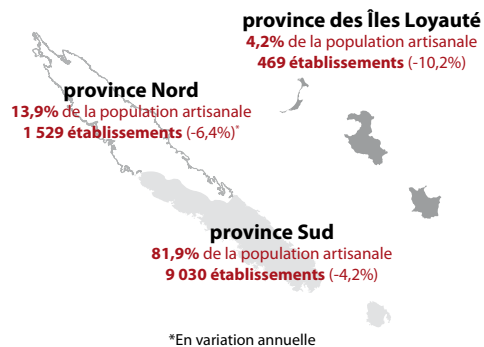 province des Îles Loyauté
4,2% de la population artisanale
469 établissements (-10,2%)
province Nord
13,9% de la population artisanale
1 529 établissements (-6,4%)*
province Sud
81,9% de la population artisanale
9 030 établissements (-4,2%)
*En variation annuelle